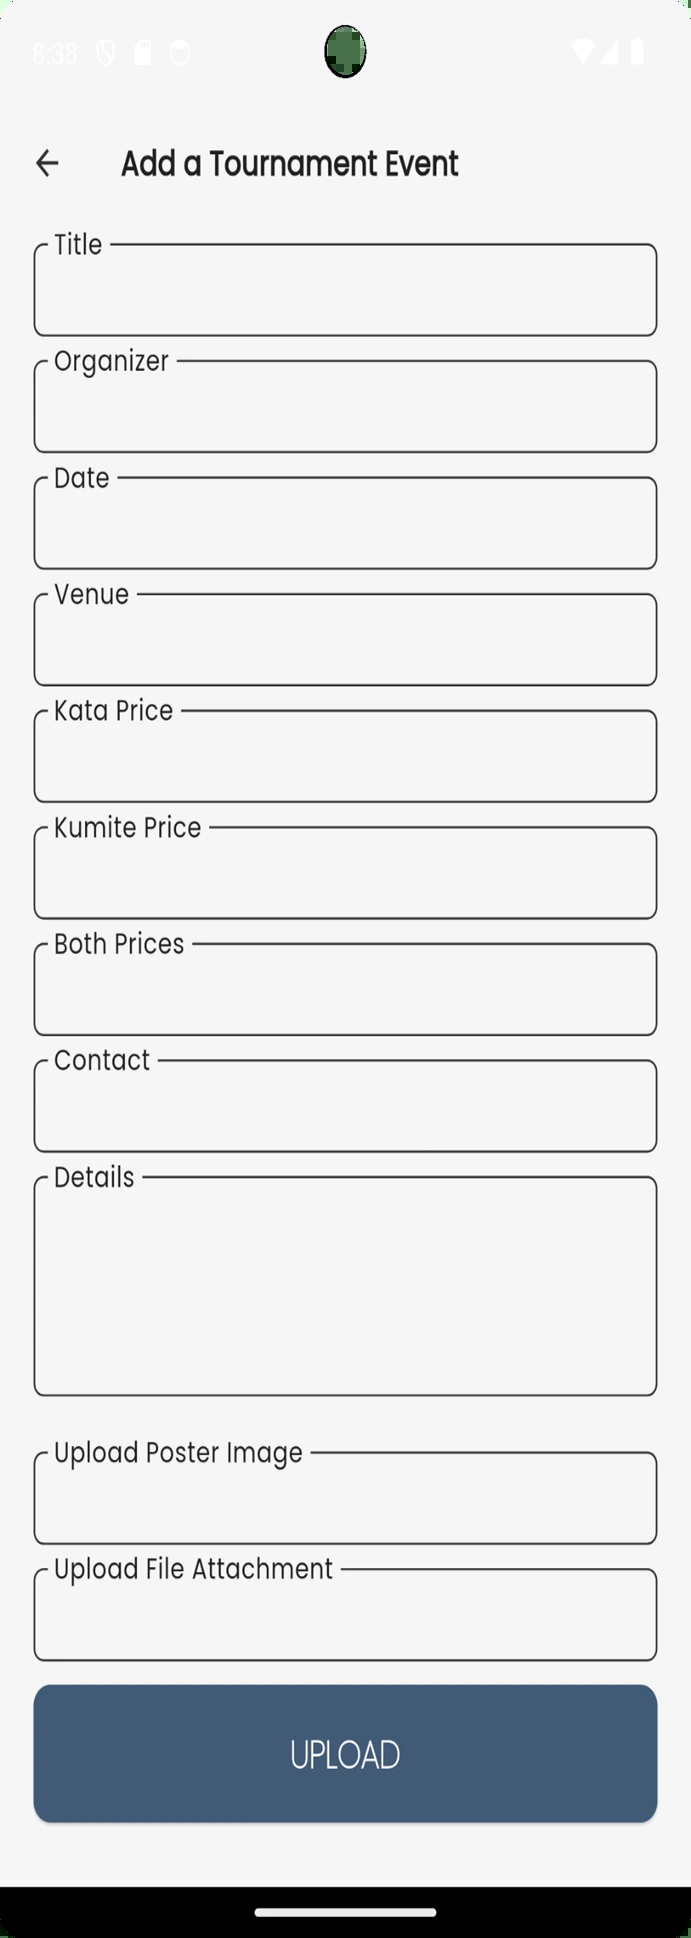 8:38
Add a Tournament Event
Title
Organizer
Date
Venue
Kata Price
Kumite Price
Both Prices
Contact
Details
Upload Poster Image
Upload File Attachment
UPLOAD